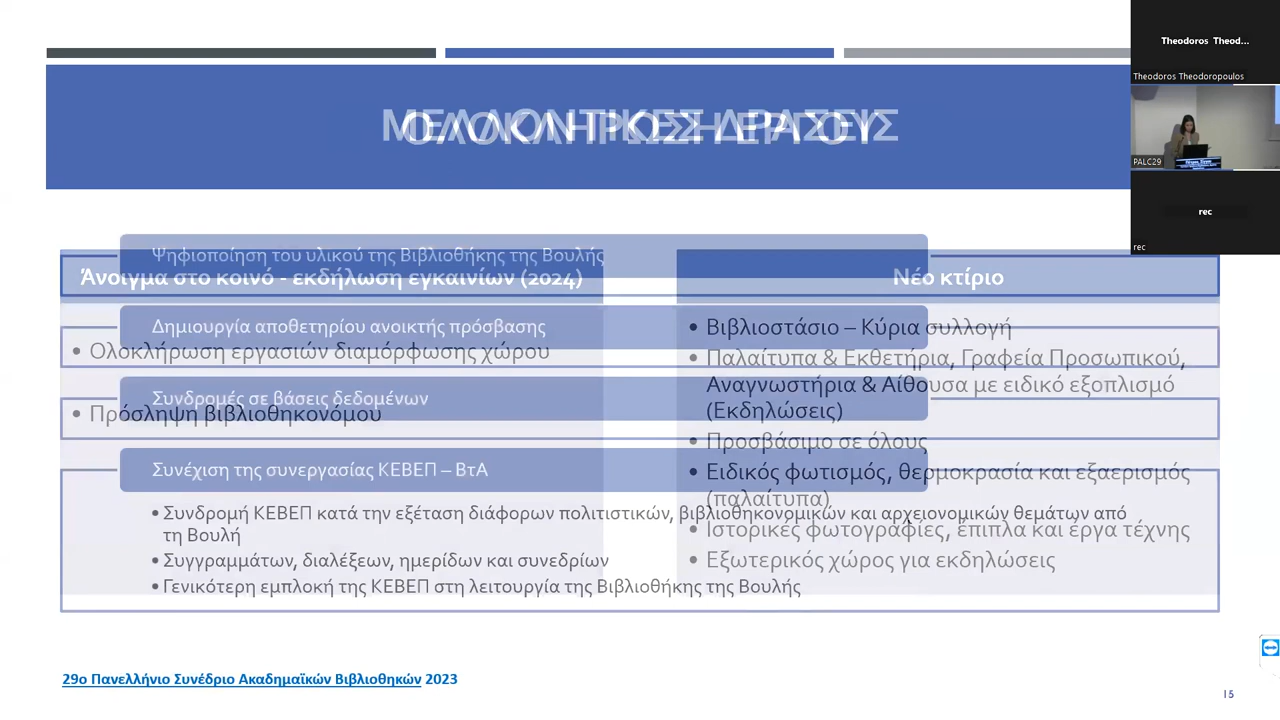 ΜΕΛΛΟΝΤΙΚΕΣ ΔΡΑΣΕΙΣ
ΟΛΟΚΛΗΡΩΣΗ ΕΡΓΟΥ
Ψηφιοποίηση του υλικού της Βιβλιοθήκης της Βουλής
Δημιουργία αποθετηρίου ανοικτής πρόσβασης
Συνδρομές σε βάσεις δεδομένων
Συνέχιση της συνεργασίας ΚΕΒΕΠ – ΒτΑ
• Συνδρομή ΚΕΒΕΠ κατά την εξέταση διάφορων πολιτιστικών, βιβλιοθηκονομικών και αρχειονομικών θεμάτων από
τη Βουλή
• Συγγραμμάτων, διαλέξεων, ημερίδων και συνεδρίων
• Γενικότερη εμπλοκή της ΚΕΒΕΠ στη λειτουργία της Βιβλιοθήκης της Βουλής
Άνοιγμα στο κοινό - εκδήλωση εγκαινίων (2024)
• Ολοκλήρωση εργασιών διαμόρφωσης χώρου
• Πρόσληψη βιβλιοθηκονόμου
Νέο κτίριο
• Βιβλιοστάσιο – Κύρια συλλογή
• Παλαίτυπα & Εκθετήρια, Γραφεία Προσωπικού,
Αναγνωστήρια & Αίθουσα με ειδικό εξοπλισμό
(Εκδηλώσεις)
• Προσβάσιμο σε όλους
• Ειδικός φωτισμός, θερμοκρασία και εξαερισμός
(παλαίτυπα)
• Ιστορικές φωτογραφίες, έπιπλα και έργα τέχνης
• Εξωτερικός χώρος για εκδηλώσεις
29ο Πανελλήνιο Συνέδριο Ακαδημαϊκών Βιβλιοθηκών 2023
15
Theodoros Theod...
Theodoros Theodoropoulos
PALC29
rec
rec